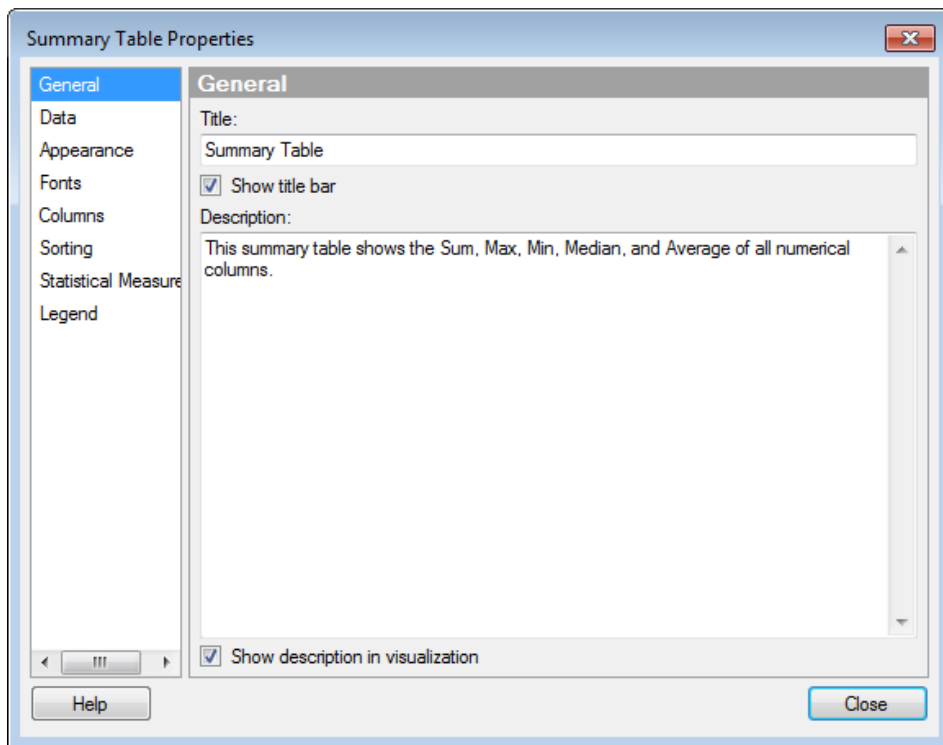 Summary Table Properties
General
Data
Appearance
Fonts
Columns
Sorting
Statistical Measure
Legend
General
Title:
Summary Table
Show title bar
Description:
This summary table shows the Sum, Max, Min, Median, and Average of all numerical
columns.
Show description in visualization
Help
Close